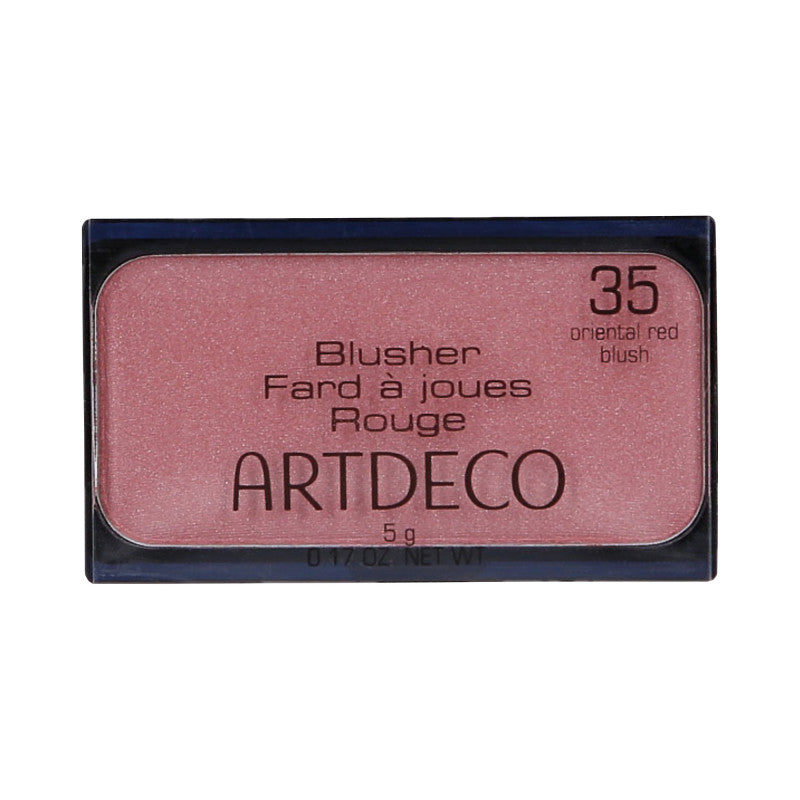 35
oriental red
blush
Blusher
Fard à joues
Rouge
ARTDECO
5 g
0.17 OZ. NET WT